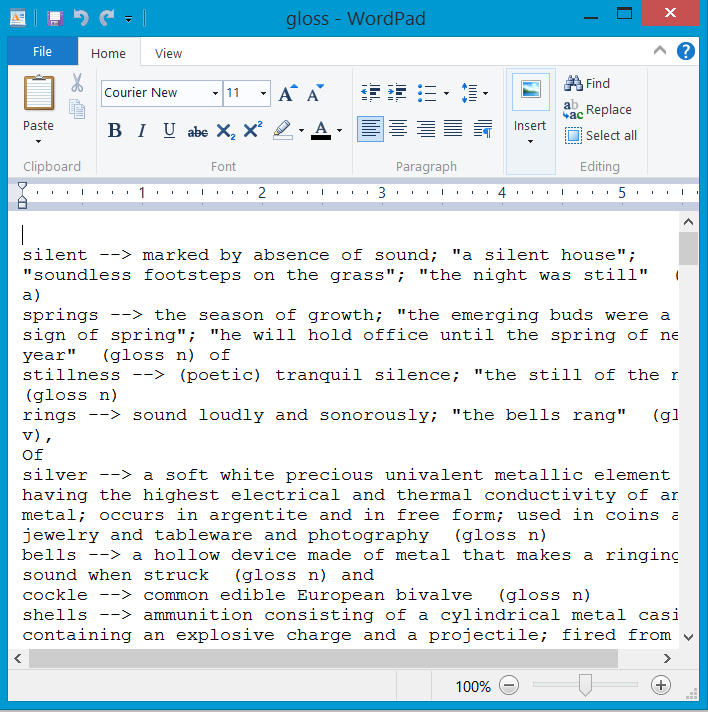 gloss - WordPad
File Home View
Courier New 11
Paste
B I U abc X₂ X² A
Insert
Find
Replace
Select all
Clipboard Font Paragraph Editing
1 2 3 4 5
silent --> marked by absence of sound; "a silent house";
"soundless footsteps on the grass"; "the night was still" (
a)
springs --> the season of growth; "the emerging buds were a
sign of spring"; "he will hold office until the spring of ne
year" (gloss n) of
stillness --> (poetic) tranquil silence; "the still of the n
(gloss n)
rings --> sound loudly and sonorously; "the bells rang" (gl
v),
Of
silver --> a soft white precious univalent metallic element
having the highest electrical and thermal conductivity of an
metal; occurs in argentite and in free form; used in coins a
jewelry and tableware and photography (gloss n)
bells --> a hollow device made of metal that makes a ringing
sound when struck (gloss n) and
cockle --> common edible European bivalve (gloss n)
shells --> ammunition consisting of a cylindrical metal casi
containing an explosive charge and a projectile; fired from
100%